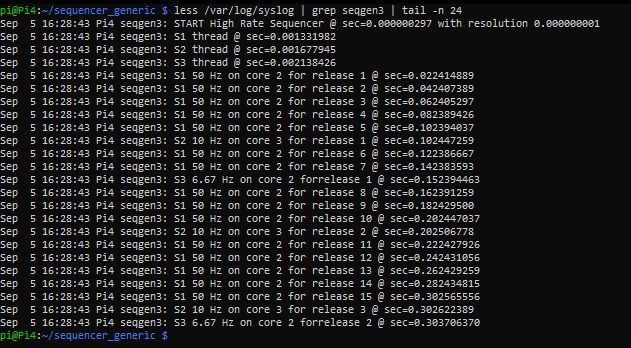 pi@Pi4:~/sequencer_generic $ less /var/log/syslog | grep seqgen3 | tail -n 24
Sep  5 16:28:43 Pi4 seqgen3: START High Rate Sequencer @ sec=0.000000297 with resolution 0.000000001
Sep  5 16:28:43 Pi4 seqgen3: S1 thread @ sec=0.001331982
Sep  5 16:28:43 Pi4 seqgen3: S2 thread @ sec=0.001677945
Sep  5 16:28:43 Pi4 seqgen3: S3 thread @ sec=0.002138426
Sep  5 16:28:43 Pi4 seqgen3: S1 50 Hz on core 2 for release 1 @ sec=0.022414889
Sep  5 16:28:43 Pi4 seqgen3: S1 50 Hz on core 2 for release 2 @ sec=0.042407389
Sep  5 16:28:43 Pi4 seqgen3: S1 50 Hz on core 2 for release 3 @ sec=0.062405297
Sep  5 16:28:43 Pi4 seqgen3: S1 50 Hz on core 2 for release 4 @ sec=0.082389426
Sep  5 16:28:43 Pi4 seqgen3: S1 50 Hz on core 2 for release 5 @ sec=0.102394037
Sep  5 16:28:43 Pi4 seqgen3: S2 10 Hz on core 3 for release 1 @ sec=0.102447259
Sep  5 16:28:43 Pi4 seqgen3: S1 50 Hz on core 2 for release 6 @ sec=0.122386667
Sep  5 16:28:43 Pi4 seqgen3: S1 50 Hz on core 2 for release 7 @ sec=0.142383593
Sep  5 16:28:43 Pi4 seqgen3: S3 6.67 Hz on core 2 forrelease 1 @ sec=0.152394463
Sep  5 16:28:43 Pi4 seqgen3: S1 50 Hz on core 2 for release 8 @ sec=0.162391259
Sep  5 16:28:43 Pi4 seqgen3: S1 50 Hz on core 2 for release 9 @ sec=0.182429500
Sep  5 16:28:43 Pi4 seqgen3: S1 50 Hz on core 2 for release 10 @ sec=0.202447037
Sep  5 16:28:43 Pi4 seqgen3: S2 10 Hz on core 3 for release 2 @ sec=0.202506778
Sep  5 16:28:43 Pi4 seqgen3: S1 50 Hz on core 2 for release 11 @ sec=0.222427926
Sep  5 16:28:43 Pi4 seqgen3: S1 50 Hz on core 2 for release 12 @ sec=0.242431056
Sep  5 16:28:43 Pi4 seqgen3: S1 50 Hz on core 2 for release 13 @ sec=0.262429259
Sep  5 16:28:43 Pi4 seqgen3: S1 50 Hz on core 2 for release 14 @ sec=0.282434815
Sep  5 16:28:43 Pi4 seqgen3: S1 50 Hz on core 2 for release 15 @ sec=0.302565556
Sep  5 16:28:43 Pi4 seqgen3: S2 10 Hz on core 3 for release 3 @ sec=0.302622389
Sep  5 16:28:43 Pi4 seqgen3: S3 6.67 Hz on core 2 forrelease 2 @ sec=0.303706370
pi@Pi4:~/sequencer_generic $